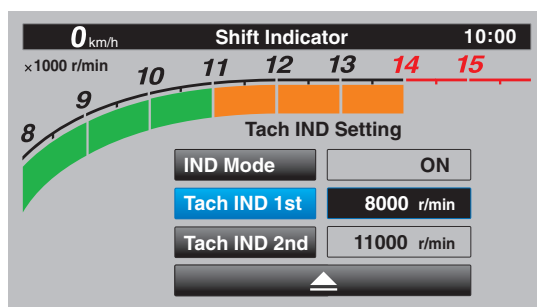 0 km/h Shift Indicator 10:00
×1000 r/min
8 9 10 11 12 13 14 15
Tach IND Setting
IND Mode ON
Tach IND 1st 8000 r/min
Tach IND 2nd 11000 r/min